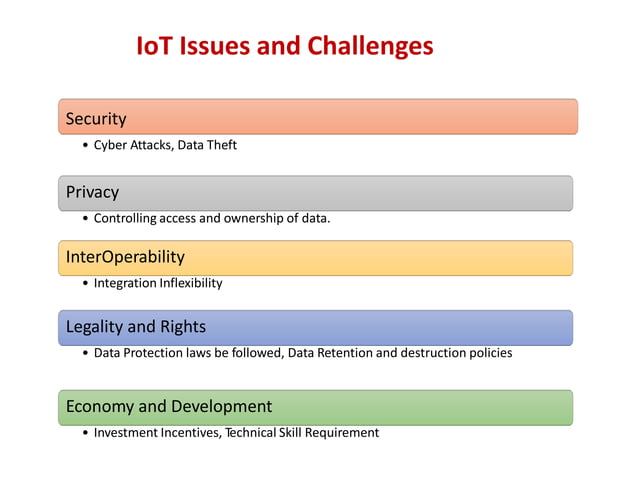 IoT Issues and Challenges
Security
• Cyber Attacks, Data Theft
Privacy
• Controlling access and ownership of data.
InterOperability
• Integration Inflexibility
Legality and Rights
• Data Protection laws be followed, Data Retention and destruction policies
Economy and Development
• Investment Incentives, Technical Skill Requirement